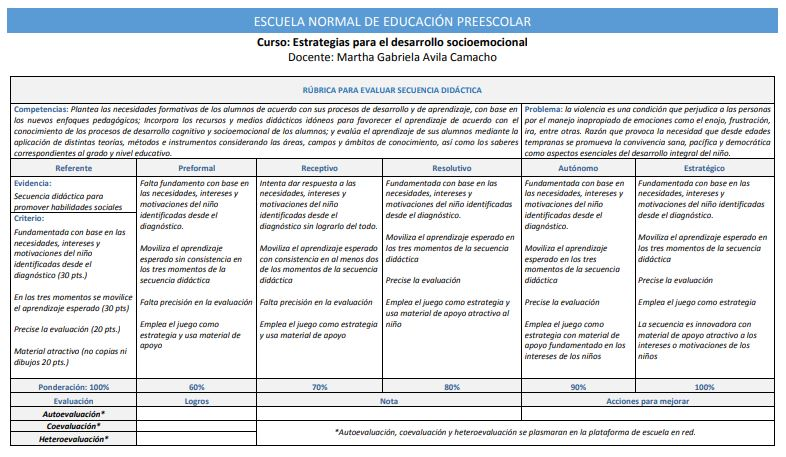 ESCUELA NORMAL DE EDUCACIÓN PREESCOLAR
Curso: Estrategias para el desarrollo socioemocional
Docente: Martha Gabriela Avila Camacho
RÚBRICA PARA EVALUAR SECUENCIA DIDÁCTICA
Competencias: Plantea las necesidades formativas de los alumnos de acuerdo con sus procesos de desarrollo y de aprendizaje, con base en
los nuevos enfoques pedagógicos; Incorpora los recursos y medios didácticos idóneos para favorecer el aprendizaje de acuerdo con el
conocimiento de los procesos de desarrollo cognitivo y socioemocional de los alumnos; y evalúa el aprendizaje de sus alumnos mediante la
aplicación de distintas teorías, métodos e instrumentos considerando las áreas, campos y ámbitos de conocimiento, así como los saberes
correspondientes al grado y nivel educativo.
Problema: la violencia es una condición que perjudica a las personas
por el manejo inapropiado de emociones como el enojo, frustración,
ira, entre otras. Razón que provoca la necesidad que desde edades
tempranas se promueva la convivencia sana, pacífica y democrática
como aspectos esenciales del desarrollo integral del niño.
Referente
Preformal
Receptivo
Resolutivo
Autónomo
Estratégico
Evidencia:
Secuencia didáctica para
promover habilidades sociales
Criterio:
Fundamentada con base en las
necesidades, intereses y
motivaciones del niño
identificadas desde el
diagnóstico (30 pts.)
En los tres momentos se movilice
el aprendizaje esperado (30 pts)
Precise la evaluación (20 pts.)
Material atractivo (no copias ni
dibujos 20 pts.)
Falta fundamento con base en
las necesidades, intereses y
motivaciones del niño
identificadas desde el
diagnóstico.
Moviliza el aprendizaje
esperado sin consistencia en
los tres momentos de la
secuencia didáctica
Falta precisión en la evaluación
Emplea el juego como
estrategia y usa material de
apoyo
Intenta dar respuesta a las
necesidades, intereses y
motivaciones del niño
identificadas desde el diagnóstico
sin lograrlo del todo.
Moviliza el aprendizaje esperado
con consistencia en al menos dos
de los momentos de la secuencia
didáctica
Falta precisión en la evaluación
Emplea el juego como estrategia
y usa material de apoyo
Fundamentada con base en las
necesidades, intereses y
motivaciones del niño identificadas
desde el diagnóstico.
Moviliza el aprendizaje esperado en
los tres momentos de la secuencia
didáctica
Precise la evaluación
Emplea el juego como estrategia y
usa material de apoyo atractivo al
niño
Fundamentada con base en
las necesidades, intereses y
motivaciones del niño
identificadas desde el
diagnóstico.
Moviliza el aprendizaje
esperado en los tres
momentos de la secuencia
didáctica
Precise la evaluación
Emplea el juego como
estrategia con material de
apoyo fundamentado en los
intereses de los niños
Fundamentada con base en las
necesidades, intereses y
motivaciones del niño
identificadas desde el diagnóstico.
Moviliza el aprendizaje esperado
en los tres momentos de la
secuencia didáctica
Precise la evaluación
Emplea el juego como estrategia
La secuencia es innovadora con
material de apoyo atractivo a los
intereses o motivaciones de los
niños
Ponderación: 100%
60%
70%
80%
90%
100%
Evaluación
Logros
Nota
Acciones para mejorar
Autoevaluación*
Coevaluación*
Heteroevaluación*
*Autoevaluación, coevaluación y heteroevaluación se plasmaran en la plataforma de escuela en red.